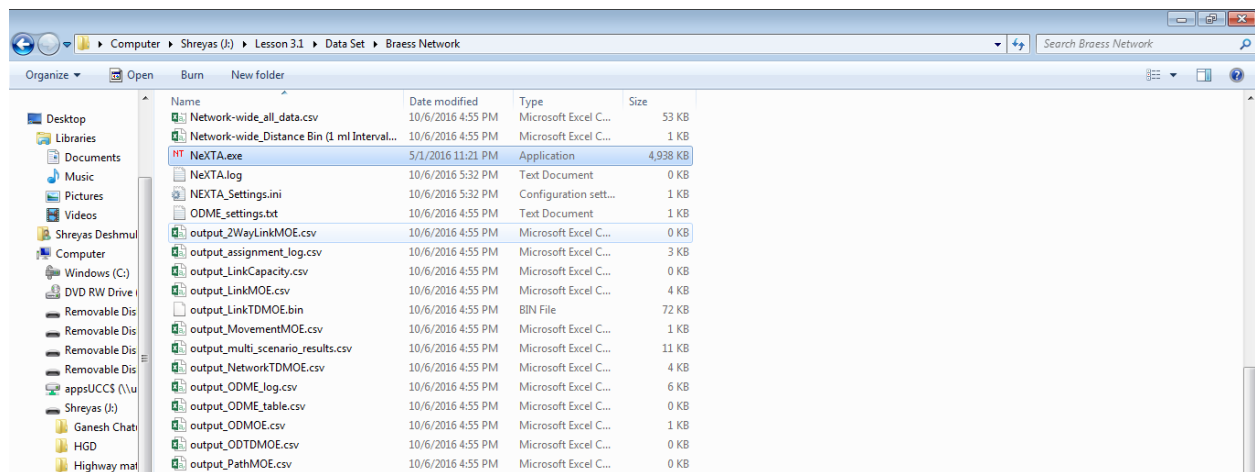 Computer ▸ Shreyas (J:) ▸ Lesson 3.1 ▸ Data Set ▸ Braess Network
Search Braess Network
Organize Open Burn New folder
Name Date modified Type Size
Desktop
Libraries
Documents
Music
Pictures
Videos
Shreyas Deshmul
Computer
Windows (C:)
DVD RW Drive (
Removable Dis
Removable Dis
Removable Dis
Removable Dis
appsUCC$ (\\u
Shreyas (J:)
Ganesh Chat
HGD
Highway mat
Network-wide_all_data.csv 10/6/2016 4:55 PM Microsoft Excel C... 53 KB
Network-wide_Distance Bin (1 ml Interval... 10/6/2016 4:55 PM Microsoft Excel C... 1 KB
NT NeXTA.exe 5/1/2016 11:21 PM Application 4,938 KB
NeXTA.log 10/6/2016 5:32 PM Text Document 0 KB
NEXTA_Settings.ini 10/6/2016 5:32 PM Configuration sett... 1 KB
ODME_settings.txt 10/6/2016 4:55 PM Text Document 1 KB
output_2WayLinkMOE.csv 10/6/2016 4:55 PM Microsoft Excel C... 0 KB
output_assignment_log.csv 10/6/2016 4:55 PM Microsoft Excel C... 3 KB
output_LinkCapacity.csv 10/6/2016 4:55 PM Microsoft Excel C... 0 KB
output_LinkMOE.csv 10/6/2016 4:55 PM Microsoft Excel C... 4 KB
output_LinkTDMOE.bin 10/6/2016 4:55 PM BIN File 72 KB
output_MovementMOE.csv 10/6/2016 4:55 PM Microsoft Excel C... 1 KB
output_multi_scenario_results.csv 10/6/2016 4:55 PM Microsoft Excel C... 11 KB
output_NetworkTDMOE.csv 10/6/2016 4:55 PM Microsoft Excel C... 4 KB
output_ODME_log.csv 10/6/2016 4:55 PM Microsoft Excel C... 6 KB
output_ODME_table.csv 10/6/2016 4:55 PM Microsoft Excel C... 0 KB
output_ODMOE.csv 10/6/2016 4:55 PM Microsoft Excel C... 1 KB
output_ODTDMOE.csv 10/6/2016 4:55 PM Microsoft Excel C... 0 KB
output_PathMOE.csv 10/6/2016 4:55 PM Microsoft Excel C... 0 KB